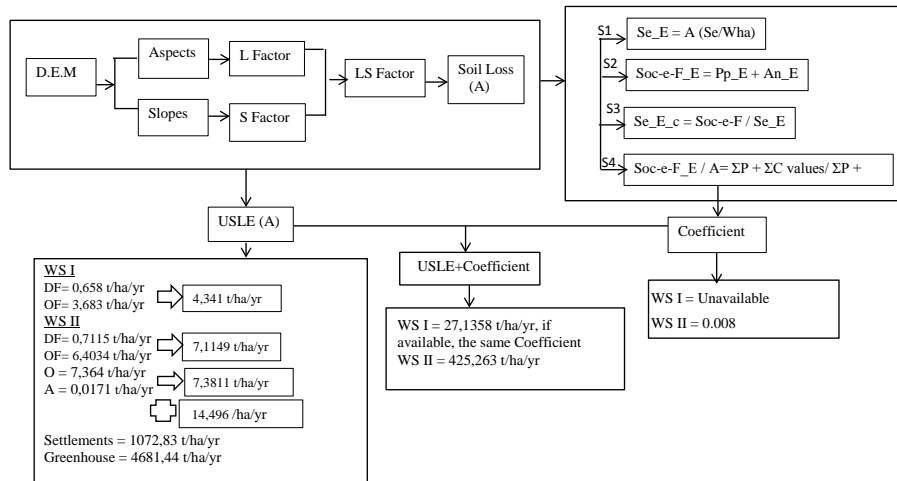 D.E.M
Aspects
L Factor
Slopes
S Factor
LS Factor
Soil Loss
(A)
S1
Se_E = A (Se/Wha)
S2
Soc-e-F_E = Pp_E + An_E
S3
Se_E_c = Soc-e-F / Se_E
S4
Soc-e-F_E / A= ΣP + ΣC values/ ΣP +
USLE (A)
USLE+Coefficient
Coefficient
WS I
DF= 0,658 t/ha/yr
OF= 3,683 t/ha/yr
4,341 t/ha/yr
WS II
DF= 0,7115 t/ha/yr
OF= 6,4034 t/ha/yr
7,1149 t/ha/yr
O = 7,364 t/ha/yr
A = 0,0171 t/ha/yr
7,3811 t/ha/yr
14,496 /ha/yr
Settlements = 1072,83 t/ha/yr
Greenhouse = 4681,44 t/ha/yr
WS I = 27,1358 t/ha/yr, if
available, the same Coefficient
WS II = 425,263 t/ha/yr
WS I = Unavailable
WS II = 0.008